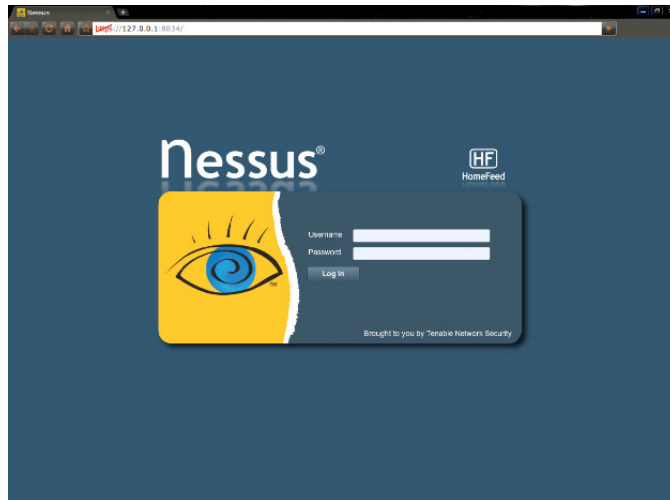 Nessus
https://127.0.0.1:8834/
nessus®
HF
HomeFeed
Username
Password
Log In
TM
Brought to you by Tenable Network Security